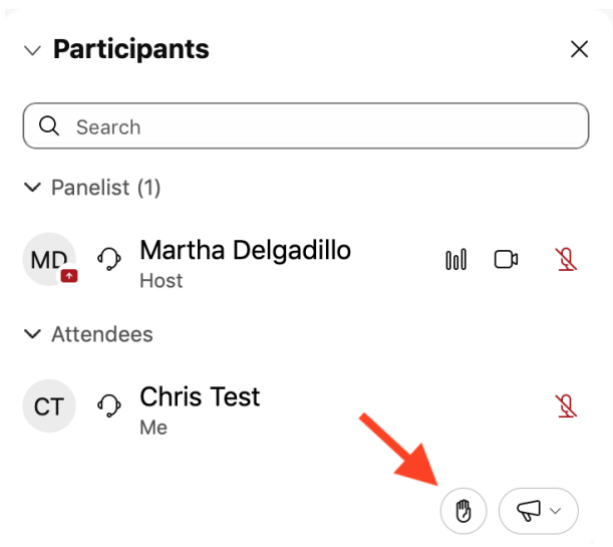 Participants
Search
Panelist (1)
MD
Martha Delgadillo
Host
Attendees
CT
Chris Test
Me